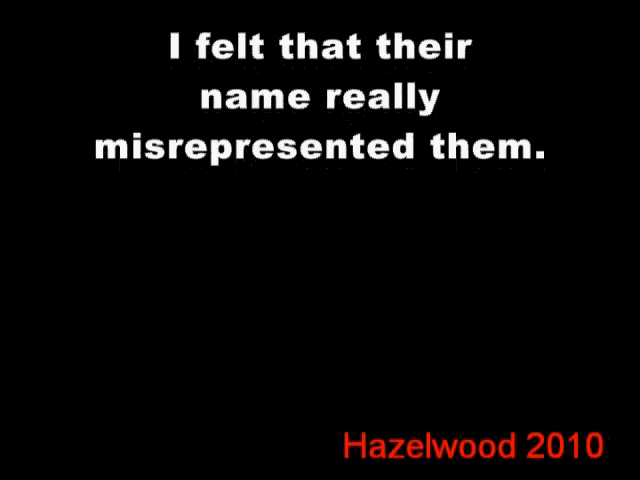 I felt that their
name really
misrepresented them.
Hazelwood 2010